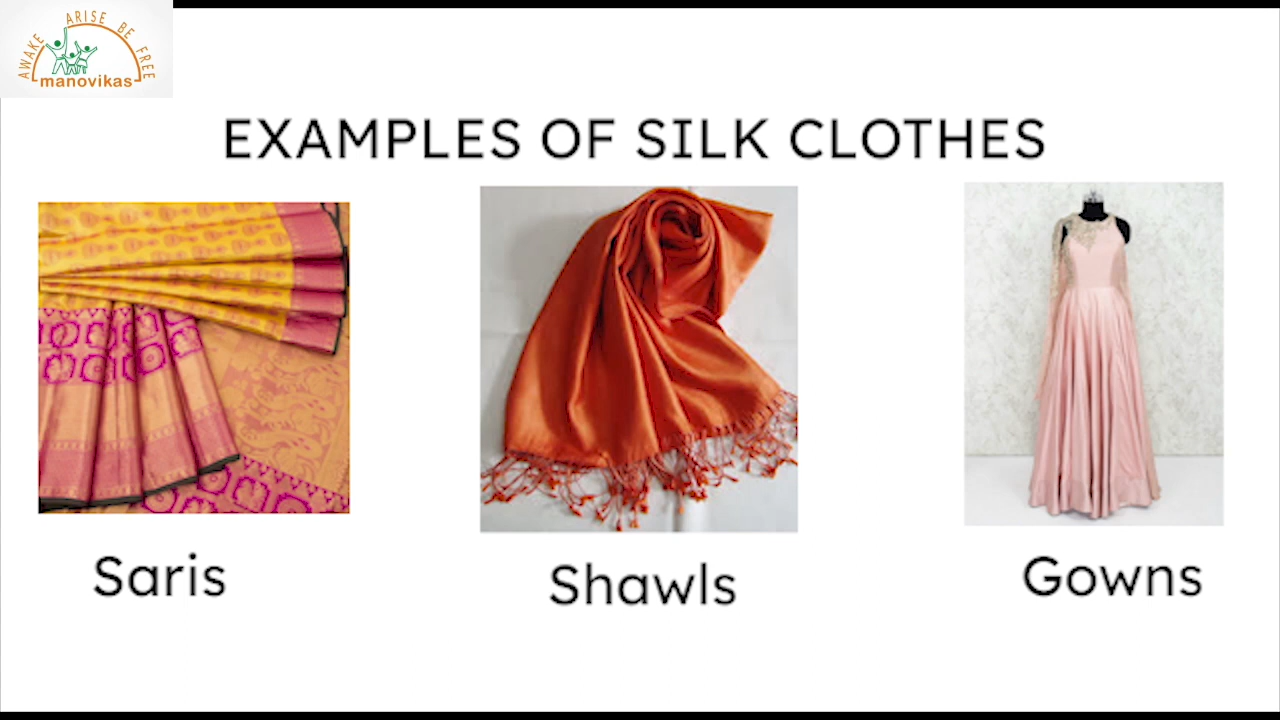 AWAKE ARISE BE FREE
manovikas
EXAMPLES OF SILK CLOTHES
Saris
Shawls
Gowns